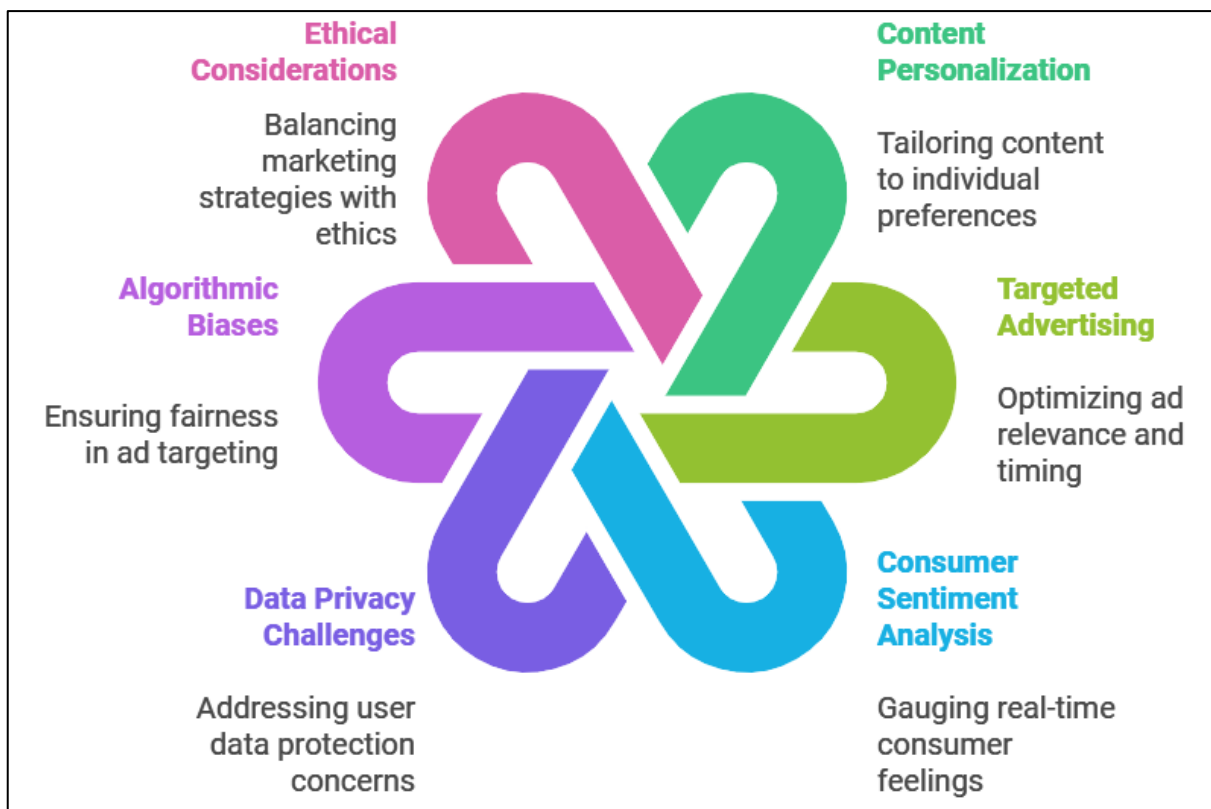 Ethical
Considerations
Balancing
marketing
strategies with
ethics
Content
Personalization
Tailoring content
to individual
preferences
Algorithmic
Biases
Ensuring fairness
in ad targeting
Targeted
Advertising
Optimizing ad
relevance and
timing
Data Privacy
Challenges
Addressing user
data protection
concerns
Consumer
Sentiment
Analysis
Gauging real-time
consumer
feelings